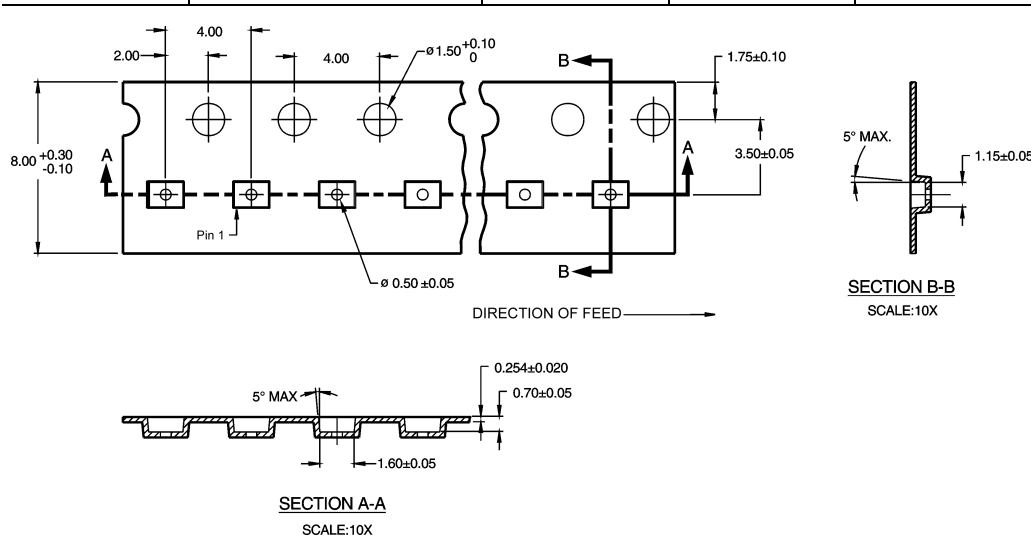 4.00
2.00
4.00
ø1.50 +0.10
0
B
1.75±0.10
8.00 +0.30
-0.10
A
A
3.50±0.05
5° MAX.
1.15±0.05
Pin 1
ø 0.50 ±0.05
B
SECTION B-B
SCALE:10X
DIRECTION OF FEED
0.254±0.020
5° MAX
0.70±0.05
1.60±0.05
SECTION A-A
SCALE:10X